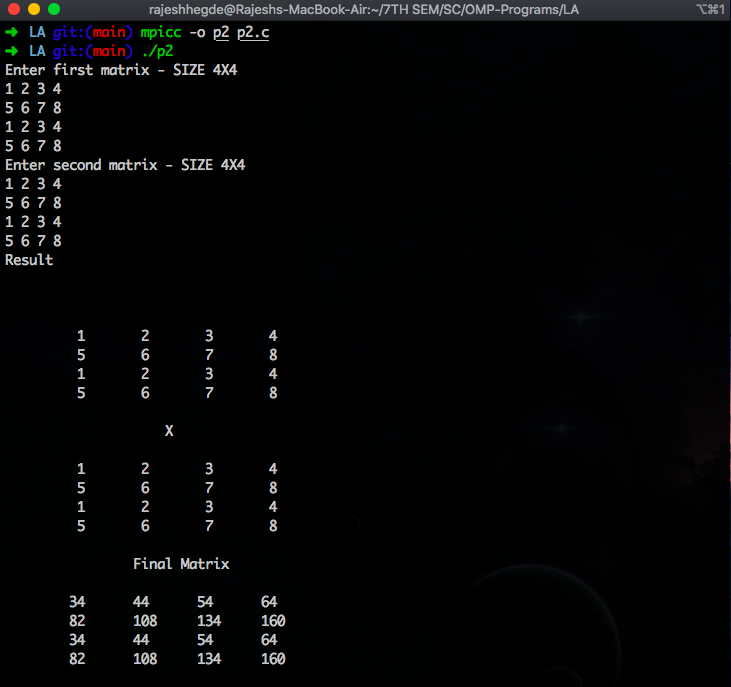 rajeshhegde@Rajeshs-MacBook-Air:~/7TH SEM/SC/OMP-Programs/LA ⌥⌘1
➜ LA git:(main) mpicc -o p2 p2.c
➜ LA git:(main) ./p2
Enter first matrix - SIZE 4X4
1 2 3 4
5 6 7 8
1 2 3 4
5 6 7 8
Enter second matrix - SIZE 4X4
1 2 3 4
5 6 7 8
1 2 3 4
5 6 7 8
Result
1 2 3 4
5 6 7 8
1 2 3 4
5 6 7 8
X
1 2 3 4
5 6 7 8
1 2 3 4
5 6 7 8
Final Matrix
34 44 54 64
82 108 134 160
34 44 54 64
82 108 134 160